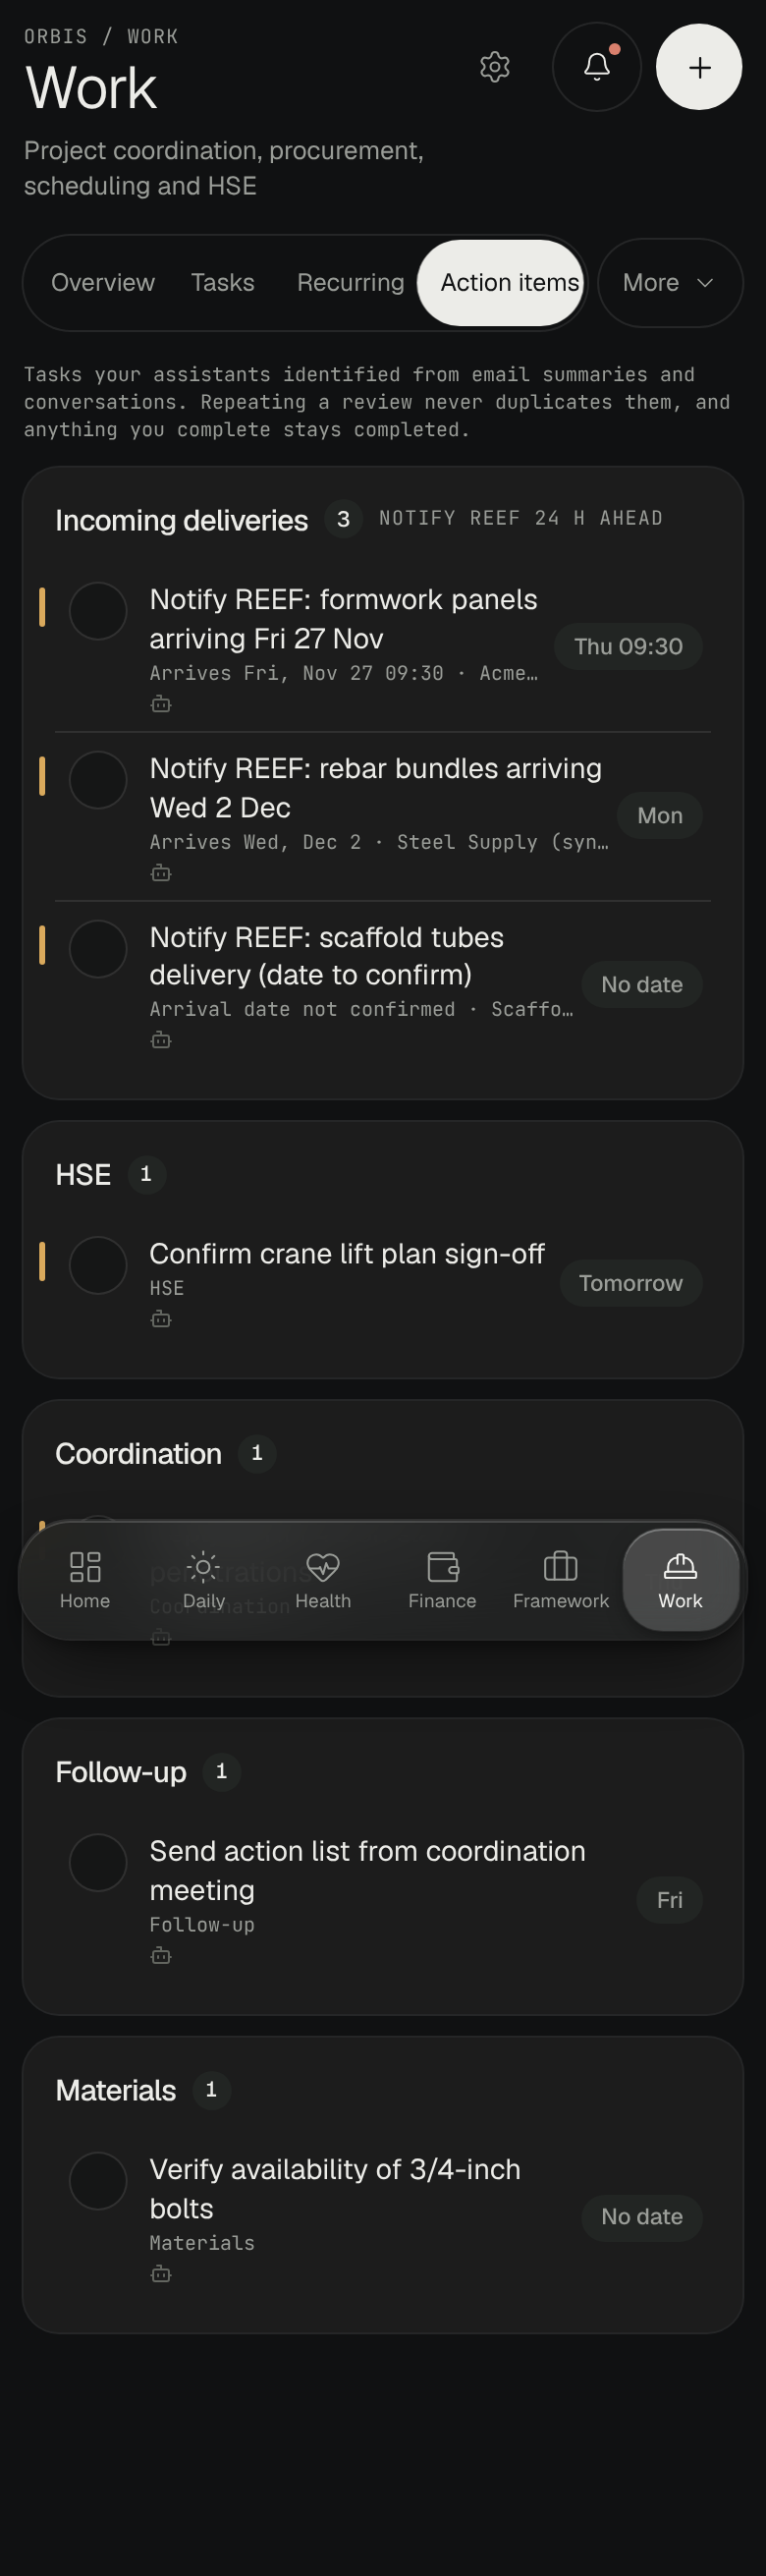 ORBIS / WORK
Work
Project coordination, procurement,
scheduling and HSE
Overview Tasks Recurring Action items More
Tasks your assistants identified from email summaries and
conversations. Repeating a review never duplicates them, and
anything you complete stays completed.
Incoming deliveries 3 NOTIFY REEF 24 H AHEAD
Notify REEF: formwork panels
arriving Fri 27 Nov
Thu 09:30
Arrives Fri, Nov 27 09:30 · Acme…
Notify REEF: rebar bundles arriving
Wed 2 Dec
Mon
Arrives Wed, Dec 2 · Steel Supply (syn…
Notify REEF: scaffold tubes
delivery (date to confirm)
No date
Arrival date not confirmed · Scaffo…
HSE 1
Confirm crane lift plan sign-off
Tomorrow
HSE
Coordination 1
penetrations
Coordination
Home Daily Health Finance Framework Work
Follow-up 1
Send action list from coordination
meeting
Fri
Follow-up
Materials 1
Verify availability of 3/4-inch
bolts
No date
Materials